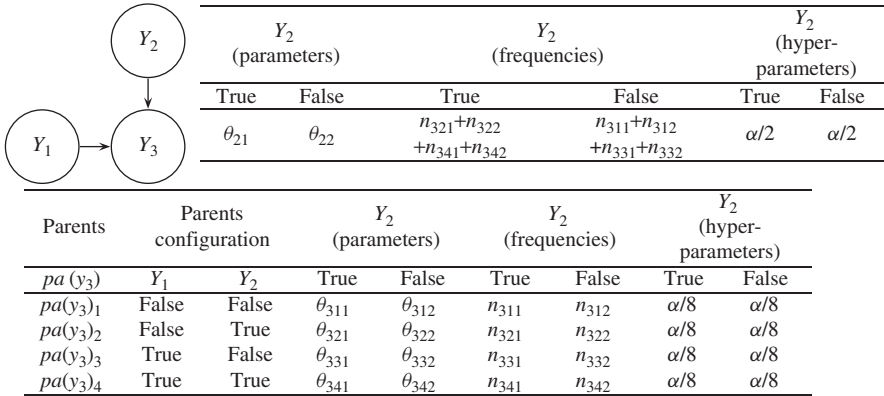 Y₂
Y₁
Y₃
Y₂ (parameters) Y₂ (frequencies) Y₂ (hyper-parameters)
True False True False True False
θ₂₁ θ₂₂ n₃₂₁+n₃₂₂ +n₃₄₁+n₃₄₂ n₃₁₁+n₃₁₂ +n₃₃₁+n₃₃₂ α/2 α/2
Parents Parents configuration Y₂ (parameters) Y₂ (frequencies) Y₂ (hyper-parameters)
pa (y₃) Y₁ Y₂ True False True False True False
pa(y₃)₁ False False θ₃₁₁ θ₃₁₂ n₃₁₁ n₃₁₂ α/8 α/8
pa(y₃)₂ False True θ₃₂₁ θ₃₂₂ n₃₂₁ n₃₂₂ α/8 α/8
pa(y₃)₃ True False θ₃₃₁ θ₃₃₂ n₃₃₁ n₃₃₂ α/8 α/8
pa(y₃)₄ True True θ₃₄₁ θ₃₄₂ n₃₄₁ n₃₄₂ α/8 α/8